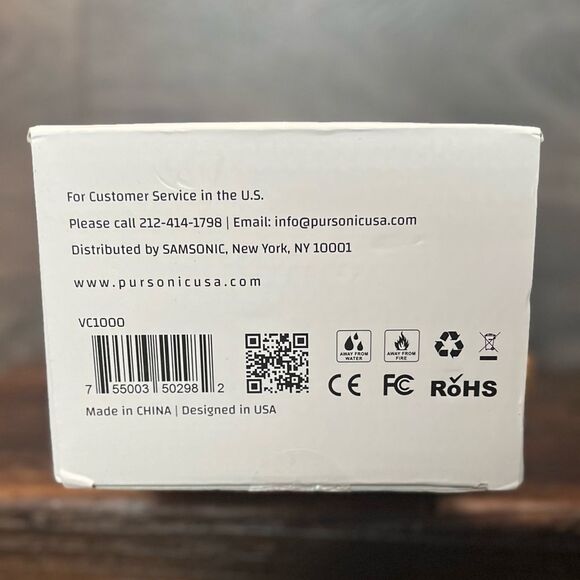 For Customer Service in the U.S.
Please call 212-414-1798 | Email: info@pursonicusa.com
Distributed by SAMSONIC, New York, NY 10001
www.pursonicusa.com
VC1000
7 55003 50298 2
AWAY FROM WATER
AWAY FROM FIRE
CE FC RoHS
Made in CHINA | Designed in USA